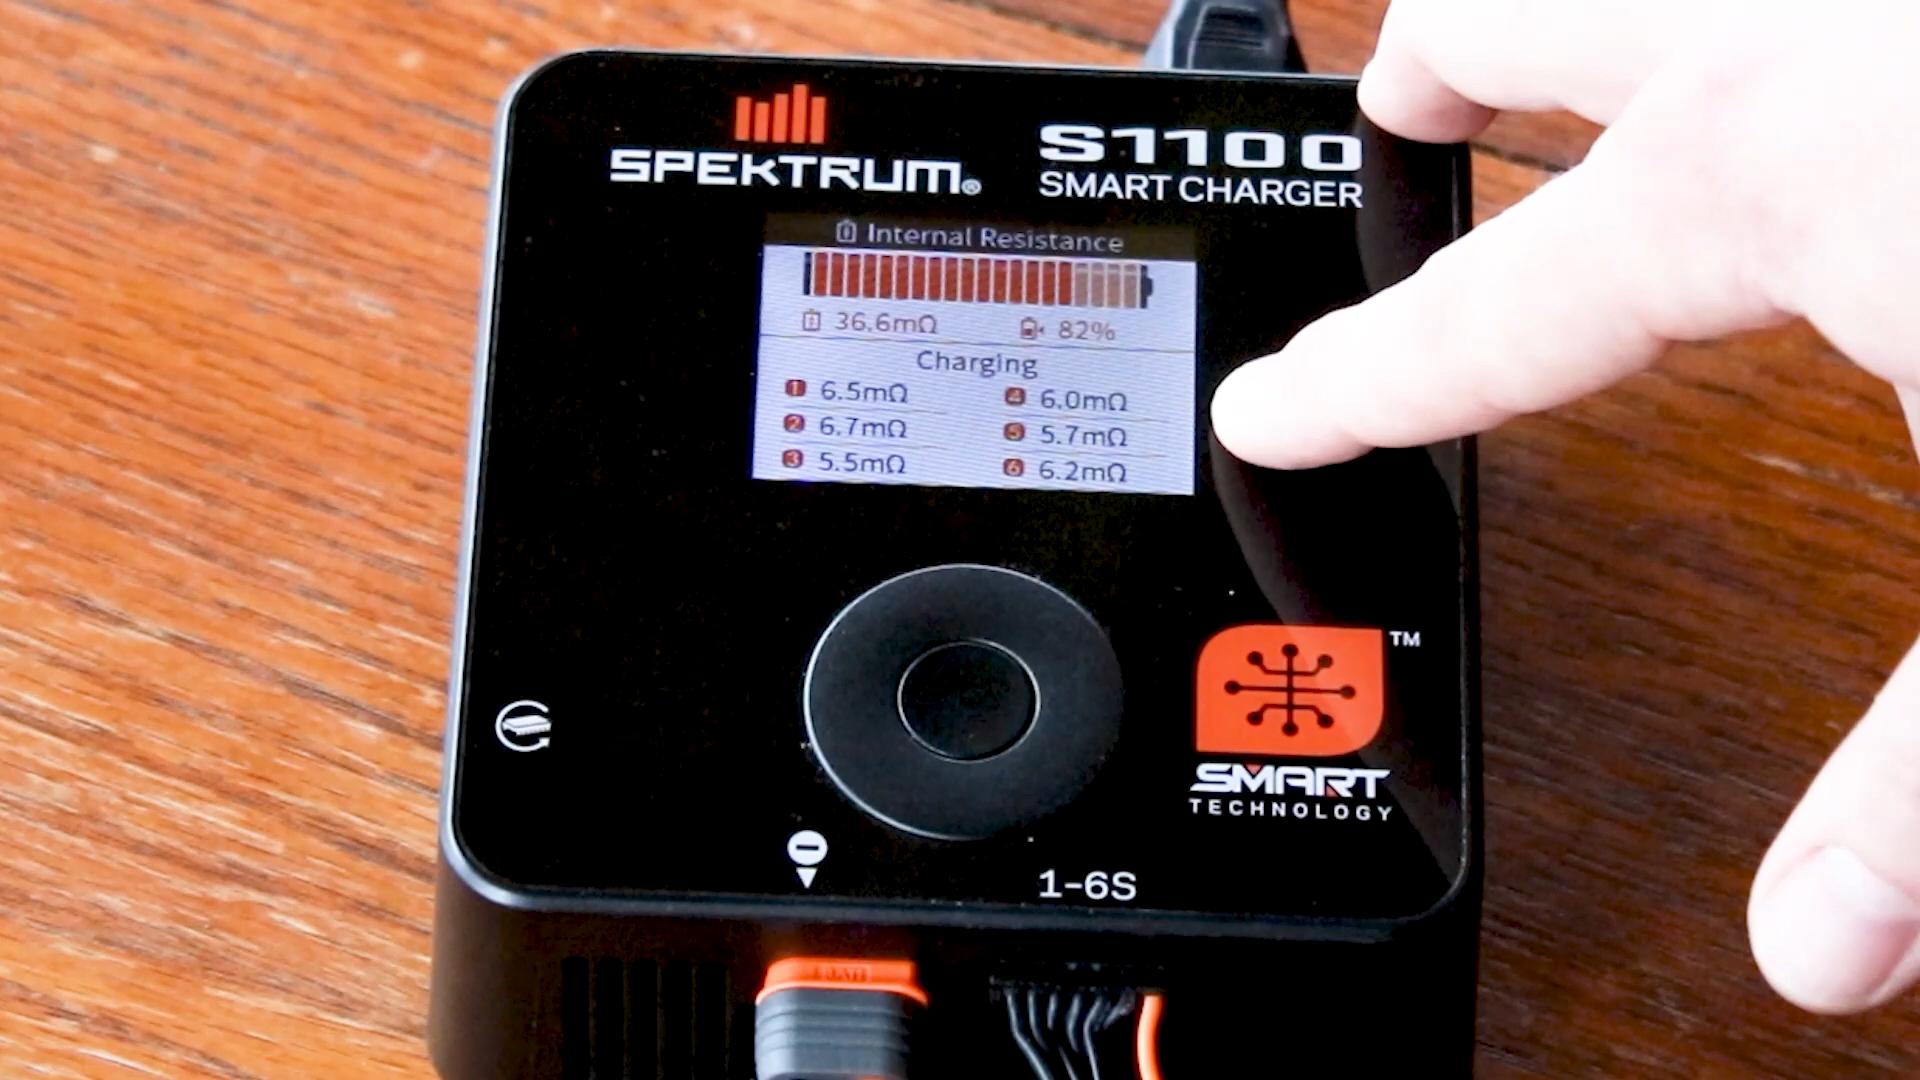 SPEKTRUM®
S1100
SMART CHARGER
Internal Resistance
36.6mΩ 82%
Charging
1 6.5mΩ 4 6.0mΩ
2 6.7mΩ 5 5.7mΩ
3 5.5mΩ 6 6.2mΩ
TM
SMART
TECHNOLOGY
1-6S